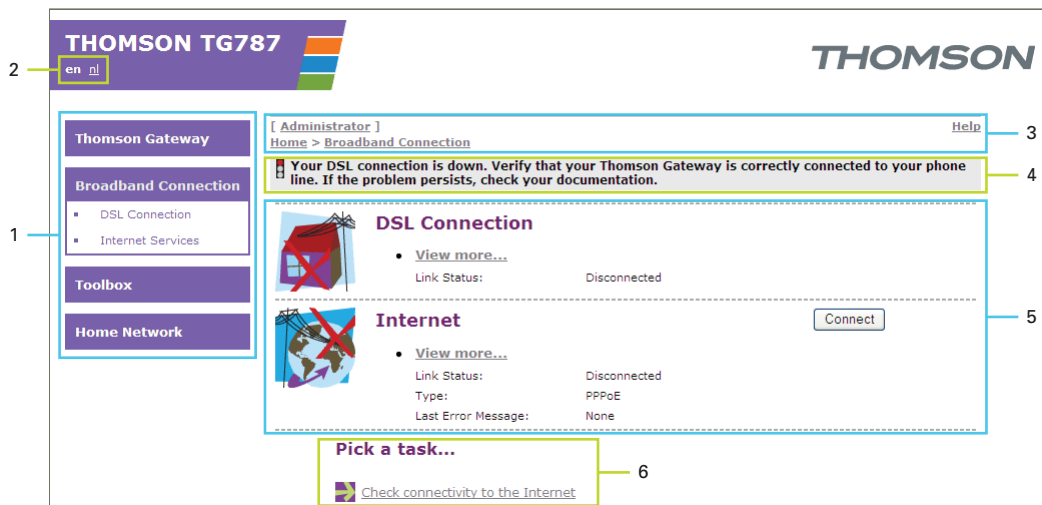 THOMSON TG787
en nl
THOMSON
2
1
Thomson Gateway
Broadband Connection
DSL Connection
Internet Services
Toolbox
Home Network
[ Administrator ]
Help
Home > Broadband Connection
3
Your DSL connection is down. Verify that your Thomson Gateway is correctly connected to your phone
line. If the problem persists, check your documentation.
4
DSL Connection
View more...
Link Status: Disconnected
Internet
Connect
5
View more...
Link Status: Disconnected
Type: PPPoE
Last Error Message: None
Pick a task...
6
Check connectivity to the Internet